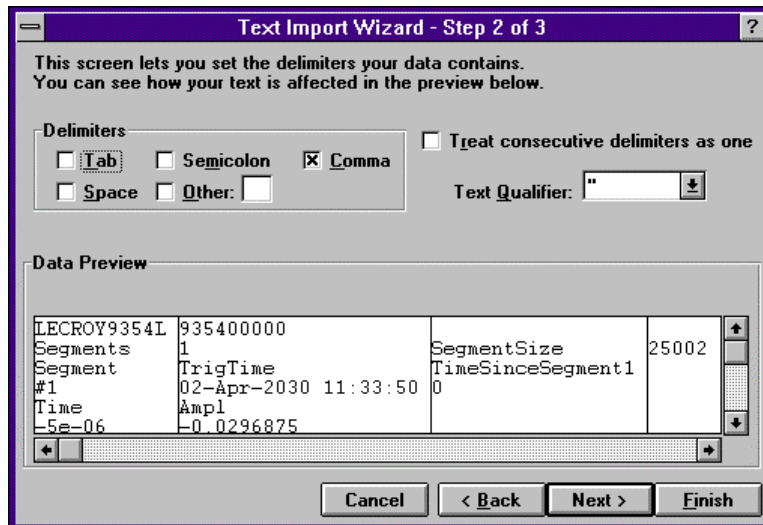 Text Import Wizard - Step 2 of 3 ?
This screen lets you set the delimiters your data contains.
You can see how your text is affected in the preview below.
Delimiters
Tab Semicolon Comma
Space Other:
Treat consecutive delimiters as one
Text Qualifier: "
Data Preview
LECROY9354L 935400000
Segments 1 SegmentSize 25002
Segment TrigTime TimeSinceSegment1
#1 02-Apr-2030 11:33:50 0
Time Ampl
-5e-06 -0.0296875
Cancel < Back Next > Finish